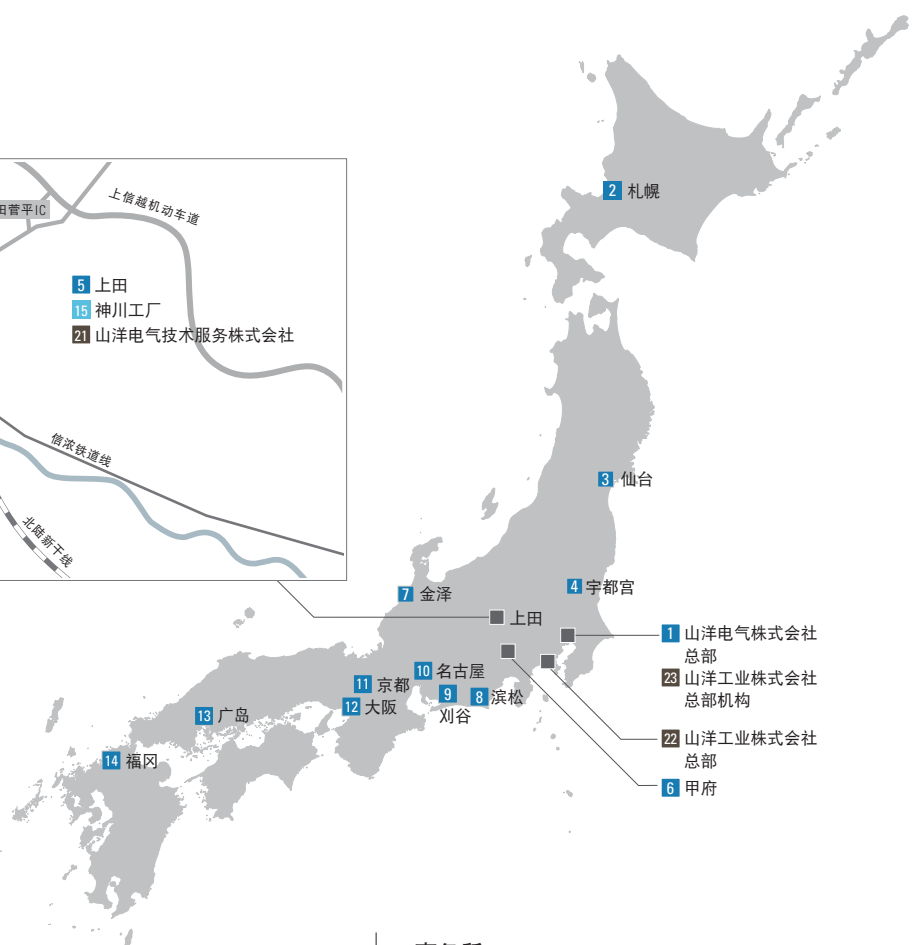 2 札幌
田菅平IC
上信越机动车道
5 上田
15 神川工厂
21 山洋电气技术服务株式会社
信浓铁道线
北陆新干线
3 仙台
4 宇都宫
7 金泽
上田
1 山洋电气株式会社
总部
23 山洋工业株式会社
总部机构
10 名古屋
11 京都
9
刈谷
8 滨松
12 大阪
13 广岛
22 山洋工业株式会社
总部
14 福冈
6 甲府